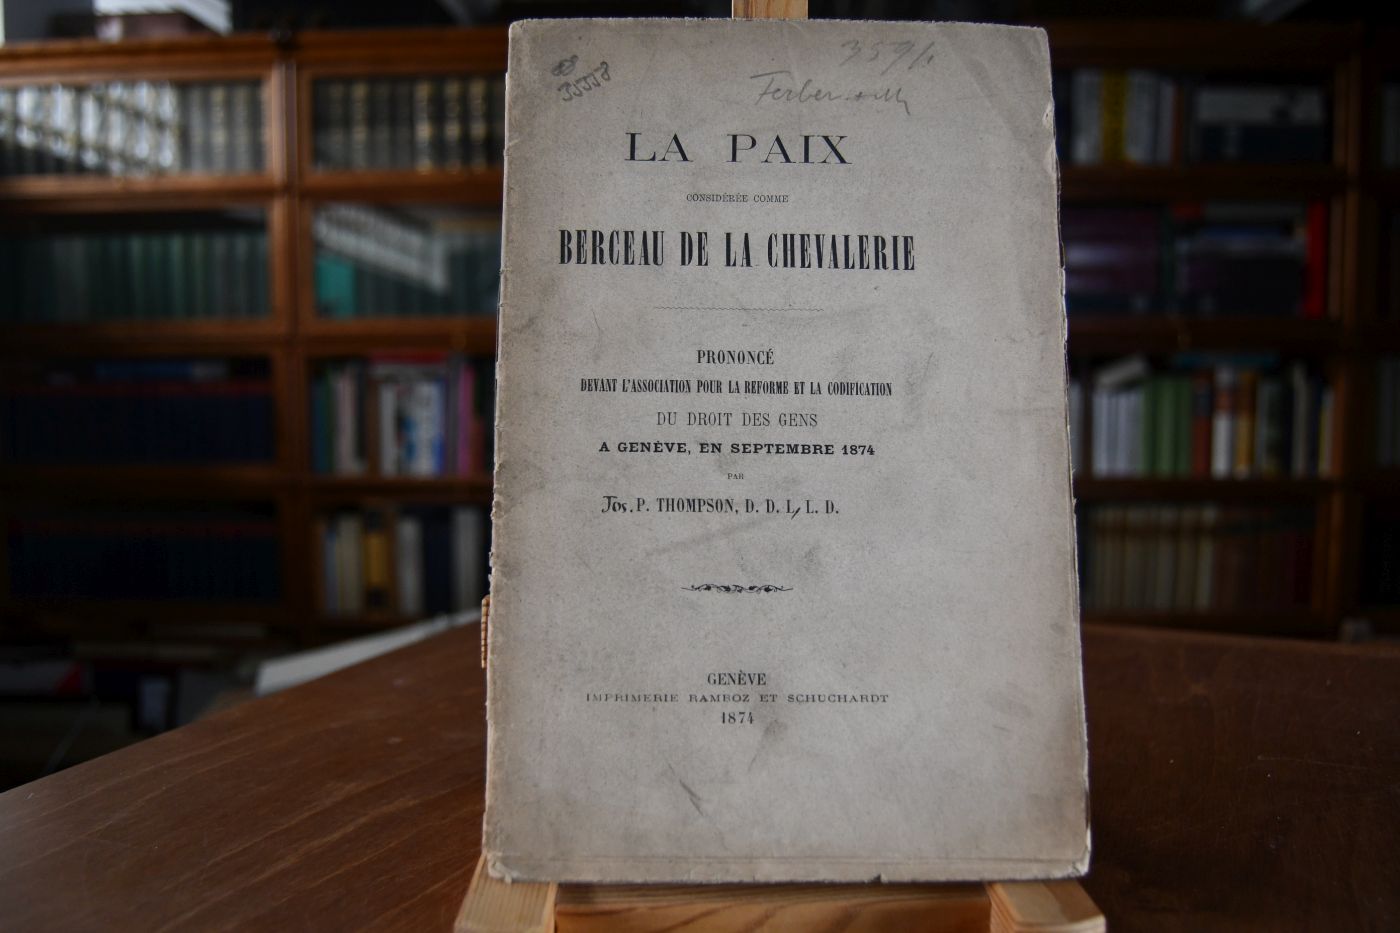 359/1
LA PAIX
CONSIDÉRÉE COMME
BERCEAU DE LA CHEVALERIE
PRONONCÉ
DEVANT L'ASSOCIATION POUR LA REFORME ET LA CODIFICATION
DU DROIT DES GENS
A GENÈVE, EN SEPTEMBRE 1874
PAR
Jos. P. THOMPSON, D. D. L, L. D.
GENÈVE
IMPRIMERIE RAMBOZ ET SCHUCHARDT
1874